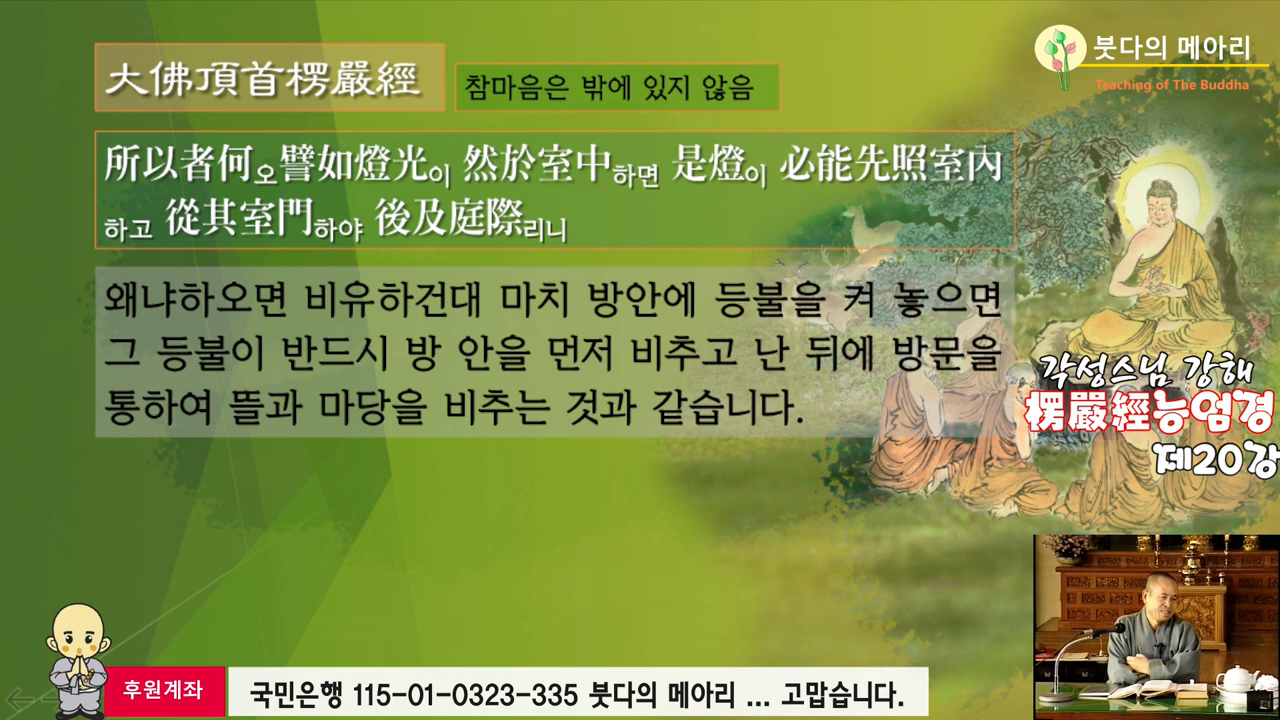 大佛頂首楞嚴經
참마음은 밖에 있지 않음
붓다의 메아리
Teaching of The Buddha
所以者何오譬如燈光이 然於室中하면 是燈이 必能先照室內
하고 從其室門하야 後及庭際리니
왜냐하오면 비유하건대 마치 방안에 등불을 켜 놓으면
그 등불이 반드시 방 안을 먼저 비추고 난 뒤에 방문을
통하여 뜰과 마당을 비추는 것과 같습니다.
각성스님 강해
楞嚴經능엄경
제20강
후원계좌
국민은행 115-01-0323-335 붓다의 메아리 ... 고맙습니다.